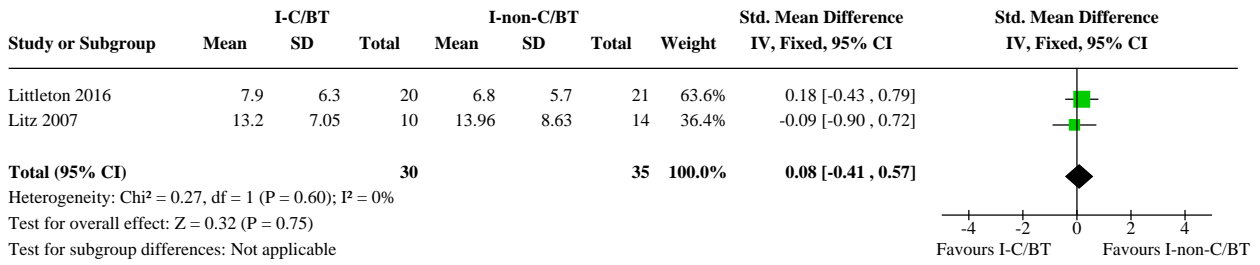 I-C/BT I-non-C/BT Std. Mean Difference Std. Mean Difference
Study or Subgroup Mean SD Total Mean SD Total Weight IV, Fixed, 95% CI IV, Fixed, 95% CI
Littleton 2016 7.9 6.3 20 6.8 5.7 21 63.6% 0.18 [-0.43 , 0.79]
Litz 2007 13.2 7.05 10 13.96 8.63 14 36.4% -0.09 [-0.90 , 0.72]
Total (95% CI) 30 35 100.0% 0.08 [-0.41 , 0.57]
Heterogeneity: Chi² = 0.27, df = 1 (P = 0.60); I² = 0%
Test for overall effect: Z = 0.32 (P = 0.75)
-4 -2 0 2 4
Test for subgroup differences: Not applicable
Favours I-C/BT Favours I-non-C/BT